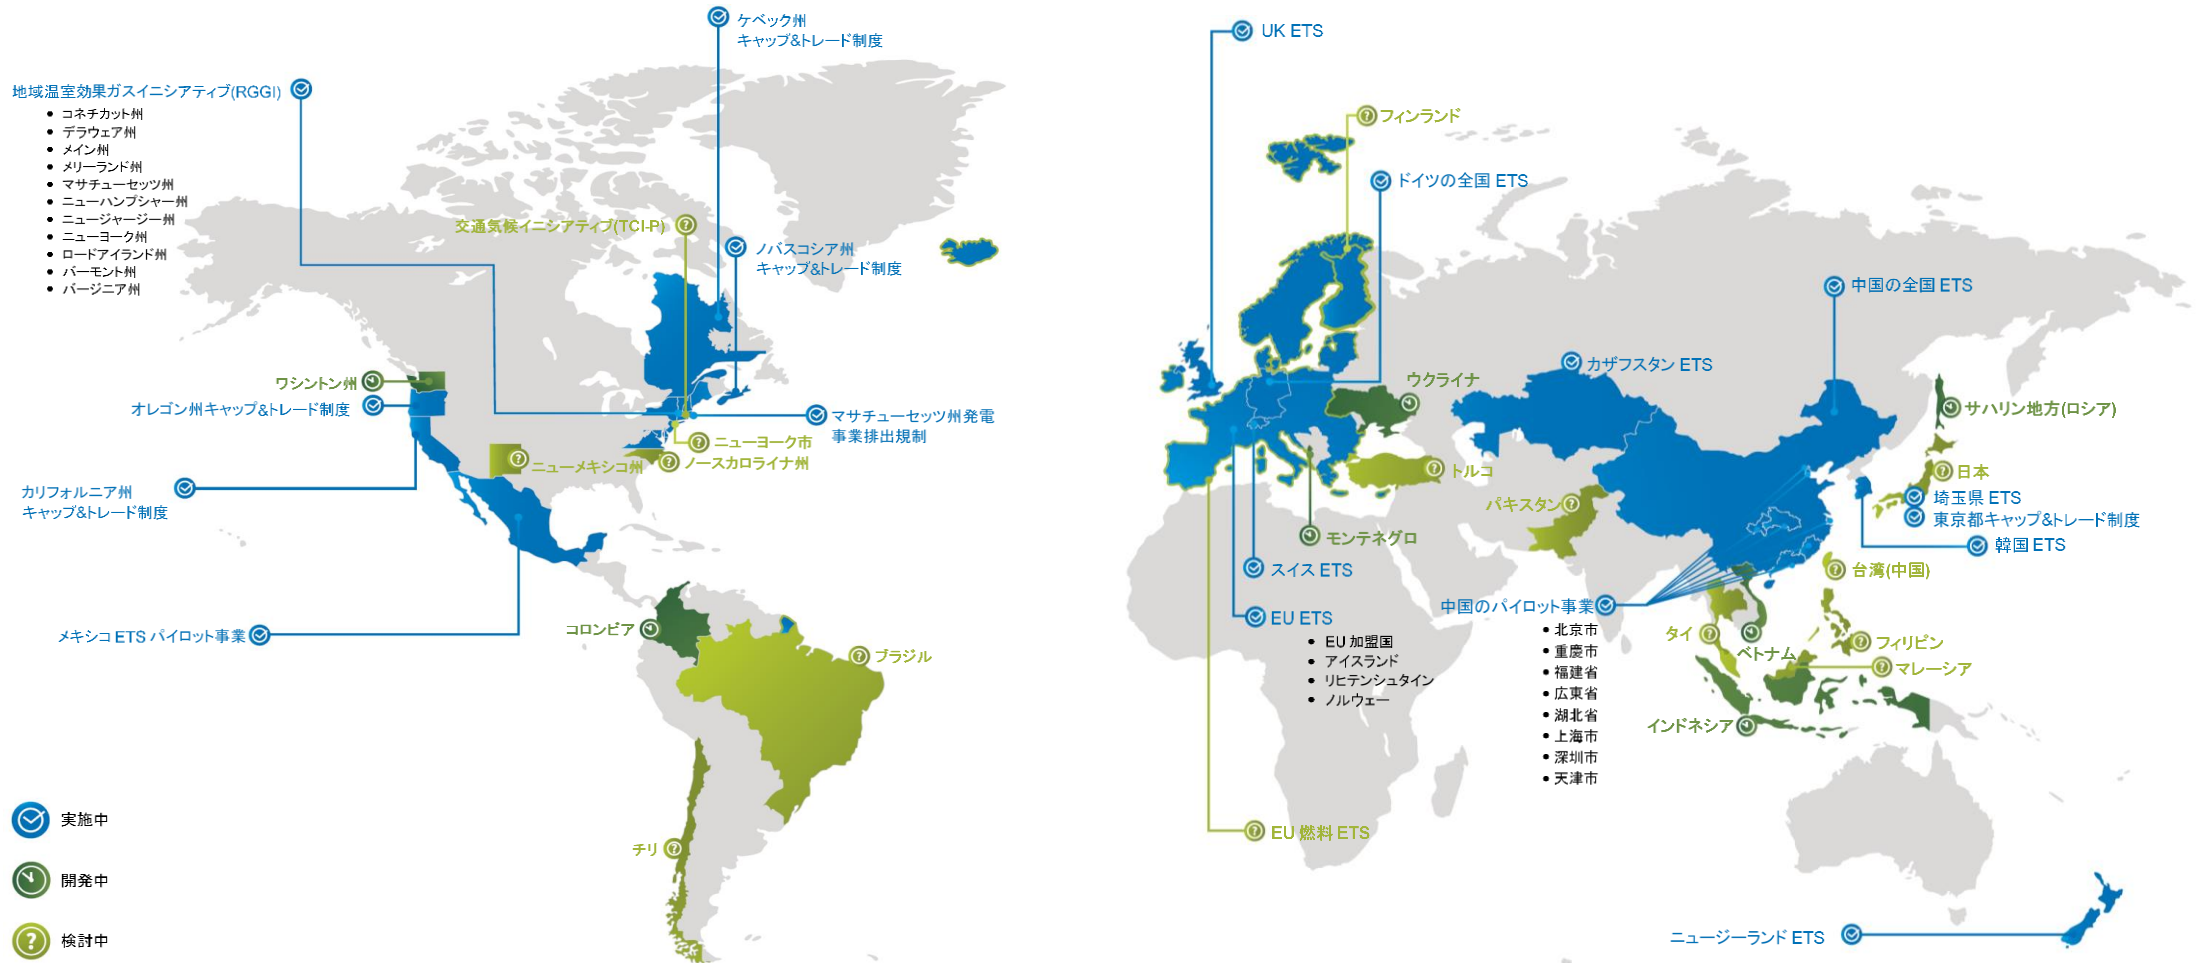 ケベック州
キャップ&トレード制度
地域温室効果ガスイニシアティブ(RGGI)
• コネチカット州
• デラウェア州
• メイン州
• メリーランド州
• マサチューセッツ州
• ニューハンプシャー州
• ニュージャージー州
• ニューヨーク州
• ロードアイランド州
• バーモント州
• バージニア州
交通気候イニシアティブ(TCI-P)
ノバスコシア州
キャップ&トレード制度
ワシントン州
オレゴン州キャップ&トレード制度
マサチューセッツ州発電
事業排出規制
ニューヨーク市
ノースカロライナ州
ニューメキシコ州
カリフォルニア州
キャップ&トレード制度
メキシコ ETS パイロット事業
コロンビア
ブラジル
チリ
実施中
開発中
検討中
UK ETS
フィンランド
ドイツの全国 ETS
中国の全国 ETS
カザフスタン ETS
ウクライナ
サハリン地方(ロシア)
トルコ
日本
パキスタン
埼玉県 ETS
東京都キャップ&トレード制度
モンテネグロ
韓国 ETS
スイス ETS
台湾(中国)
EU ETS
• EU 加盟国
• アイスランド
• リヒテンシュタイン
• ノルウェー
中国のパイロット事業
• 北京市
• 重慶市
• 福建省
• 広東省
• 湖北省
• 上海市
• 深圳市
• 天津市
タイ
ベトナム
フィリピン
マレーシア
インドネシア
EU 燃料 ETS
ニュージーランド ETS